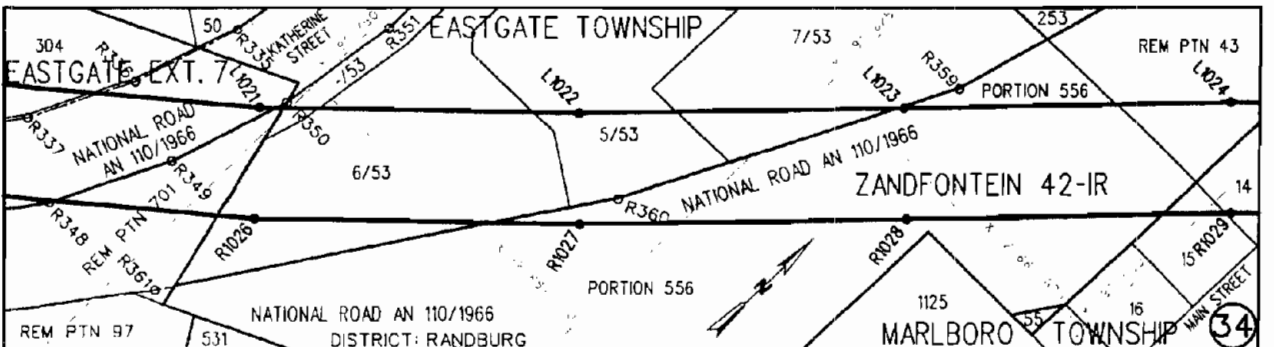 304
50
R336
R335
KATHERINE
STREET
R351
EASTGATE TOWNSHIP
7/53
253
REM PTN 43
EASTGATE EXT. 7
L1021
-/53
L1022
L1023
R359
PORTION 556
L1024
R337
NATIONAL ROAD
AN 110/1966
R350
R349
6/53
5/53
NATIONAL ROAD AN 110/1966
ZANDFONTEIN 42-IR
14
R348
REM PTN 701
R1026
R360
R1027
R1028
15
R1029
R361
PORTION 556
N
NATIONAL ROAD AN 110/1966
1125
55
16
MAIN STREET
34
REM PTN 97
531
DISTRICT: RANDBURG
MARLBORO TOWNSHIP